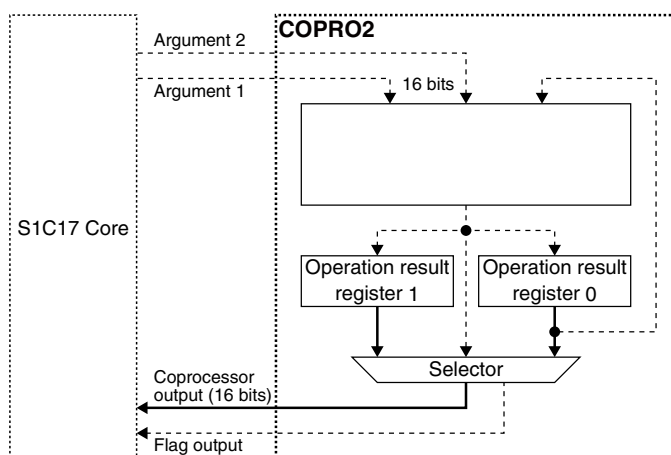 COPRO2
Argument 2
16 bits
Argument 1
S1C17 Core
Operation result
register 1
Operation result
register 0
Selector
Coprocessor
output (16 bits)
Flag output